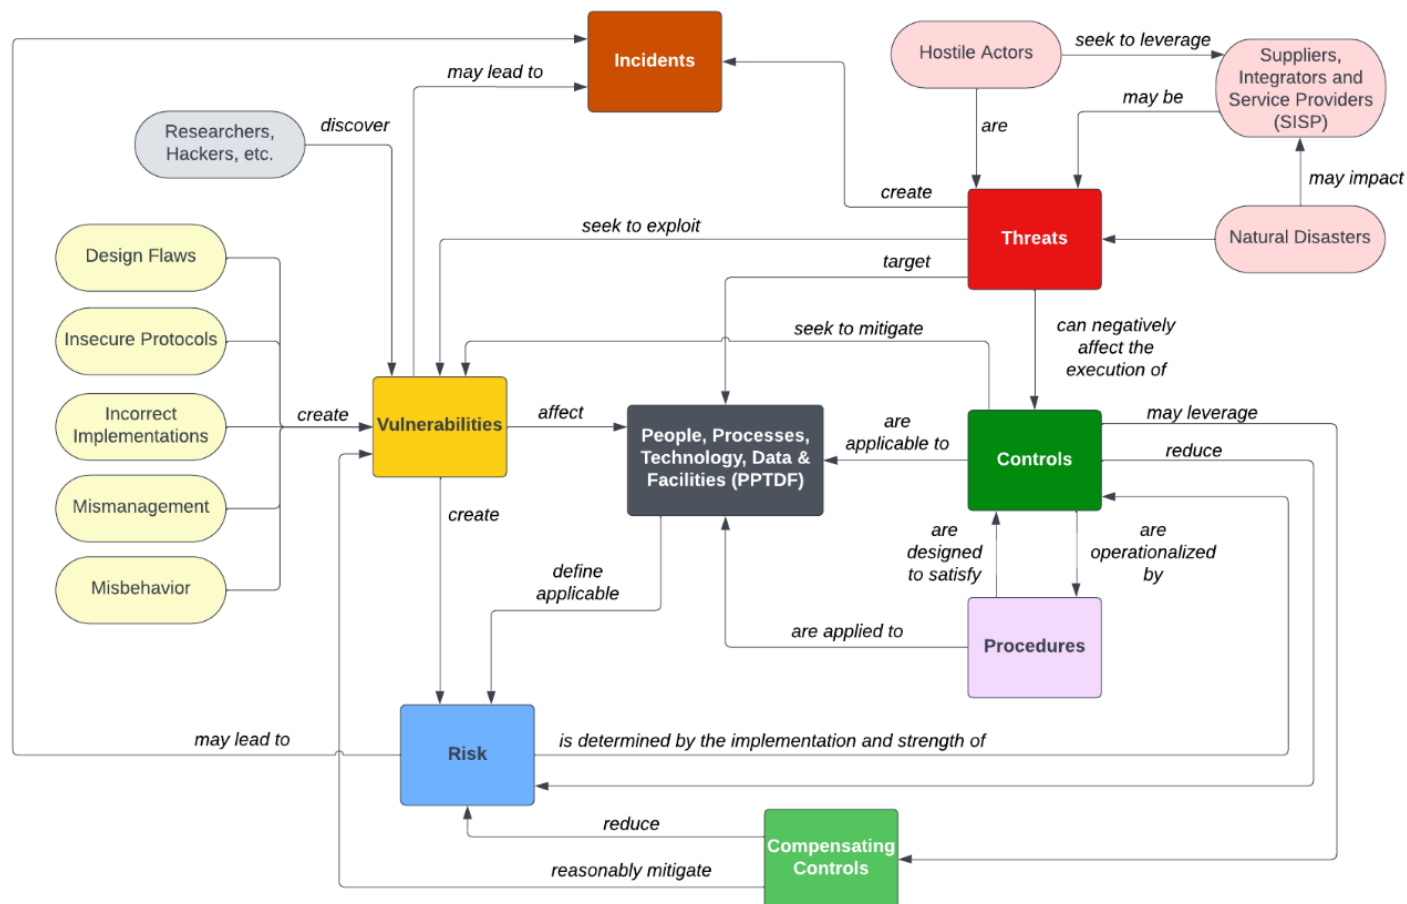 Incidents
Hostile Actors
seek to leverage
Suppliers,
Integrators and
Service Providers
(SISP)
may lead to
may be
Researchers,
Hackers, etc.
discover
are
may impact
create
Threats
Natural Disasters
seek to exploit
target
Design Flaws
Insecure Protocols
seek to mitigate
can negatively
affect the
execution of
Incorrect
Implementations
create
Vulnerabilities
affect
People, Processes,
Technology, Data &
Facilities (PPTDF)
are
applicable to
Controls
may leverage
reduce
Mismanagement
create
are
designed
to satisfy
are
operationalized
by
Misbehavior
define
applicable
are applied to
Procedures
may lead to
Risk
is determined by the implementation and strength of
reduce
Compensating
Controls
reasonably mitigate